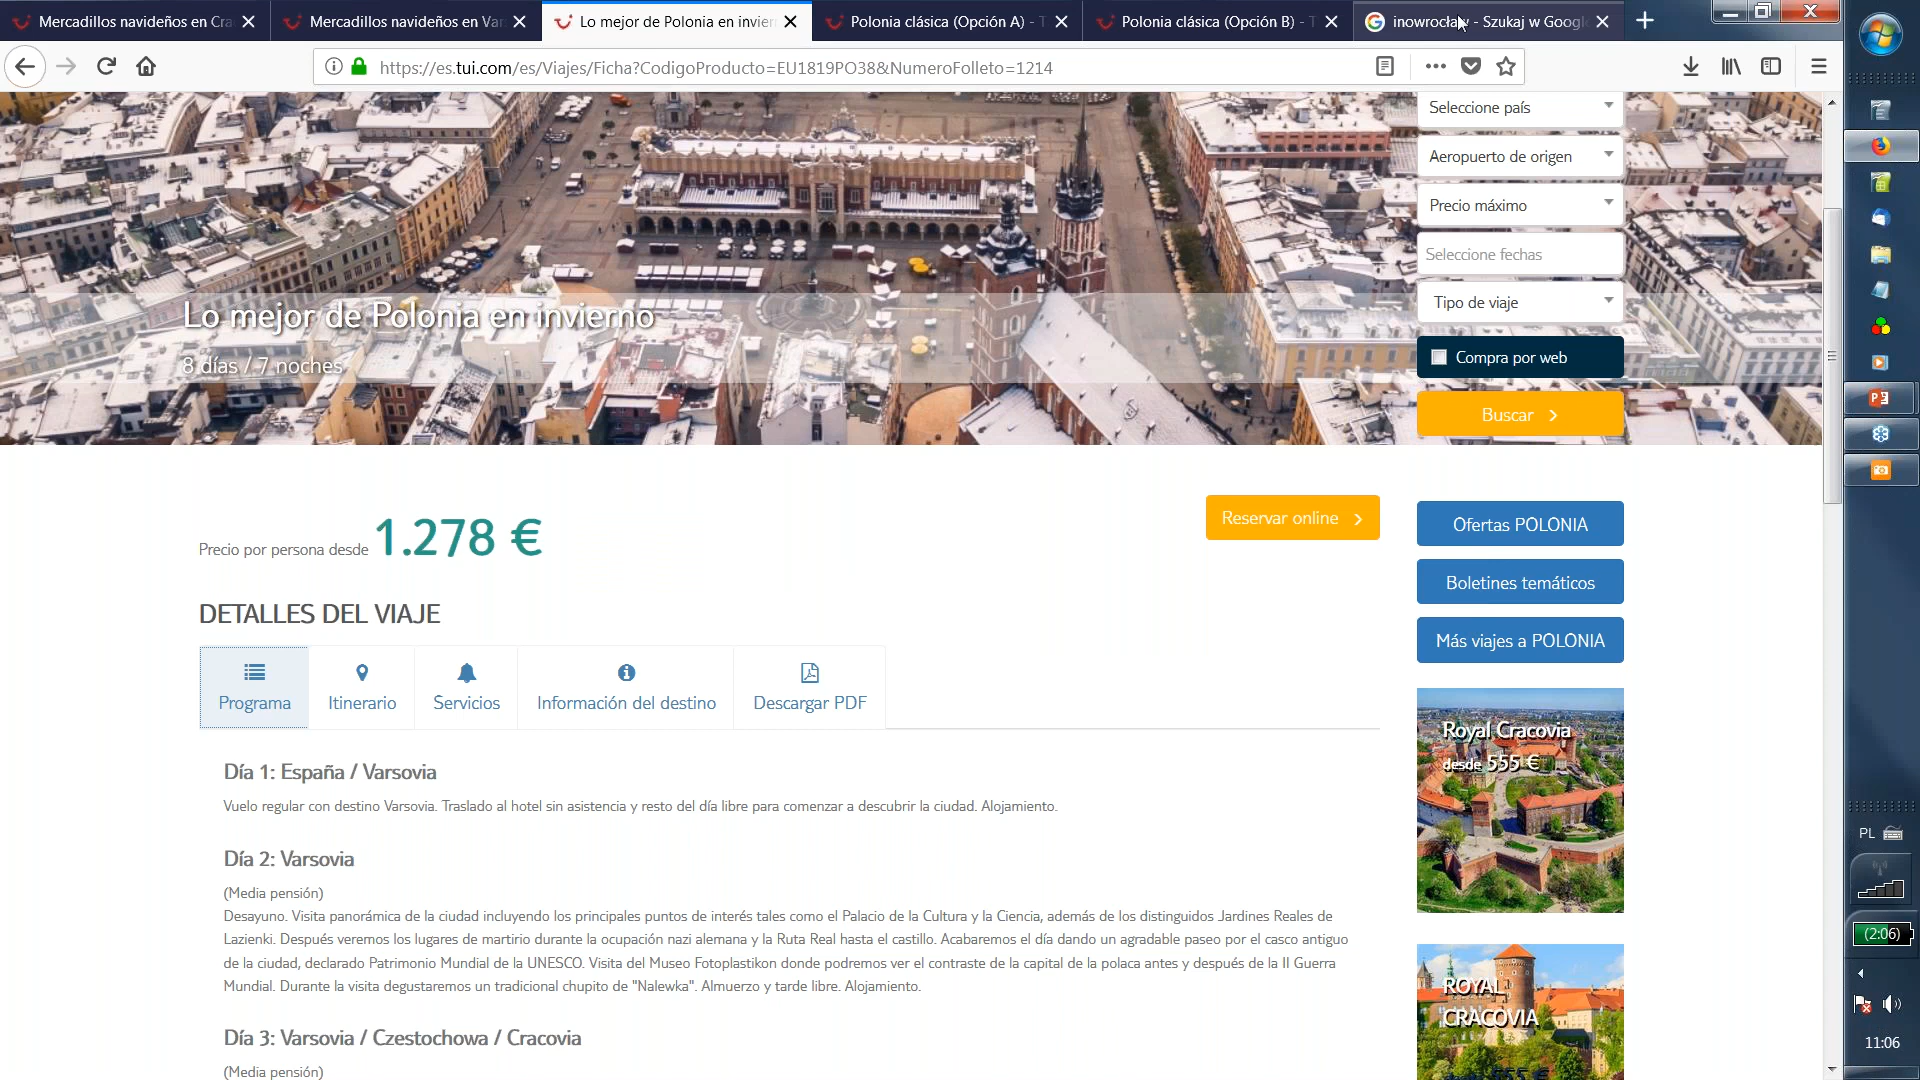 Mercadillos navideños en Cra
Mercadillos navideños en Var
Lo mejor de Polonia en invier
Polonia clásica (Opción A) - T
Polonia clásica (Opción B) - T
inowrocław - Szukaj w Google
https://es.tui.com/es/Viajes/Ficha?CodigoProducto=EU1819PO38&NumeroFolleto=1214
Seleccione país
Aeropuerto de origen
Precio máximo
Seleccione fechas
Tipo de viaje
Compra por web
Buscar
Lo mejor de Polonia en invierno
8 días / 7 noches
Precio por persona desde 1.278 €
Reservar online
Ofertas POLONIA
Boletines temáticos
Más viajes a POLONIA
DETALLES DEL VIAJE
Programa
Itinerario
Servicios
Información del destino
Descargar PDF
Royal Cracovia
desde 555 €
Día 1: España / Varsovia
Vuelo regular con destino Varsovia. Traslado al hotel sin asistencia y resto del día libre para comenzar a descubrir la ciudad. Alojamiento.
Día 2: Varsovia
(Media pensión)
Desayuno. Visita panorámica de la ciudad incluyendo los principales puntos de interés tales como el Palacio de la Cultura y la Ciencia, además de los distinguidos Jardines Reales de
Lazienki. Después veremos los lugares de martirio durante la ocupación nazi alemana y la Ruta Real hasta el castillo. Acabaremos el día dando un agradable paseo por el casco antiguo
de la ciudad, declarado Patrimonio Mundial de la UNESCO. Visita del Museo Fotoplastikon donde podremos ver el contraste de la capital de la polaca antes y después de la II Guerra
Mundial. Durante la visita degustaremos un tradicional chupito de "Nalewka". Almuerzo y tarde libre. Alojamiento.
Día 3: Varsovia / Czestochowa / Cracovia
(Media pensión)
ROYAL
CRACOVIA
555 €
PL
(2:06)
11:06